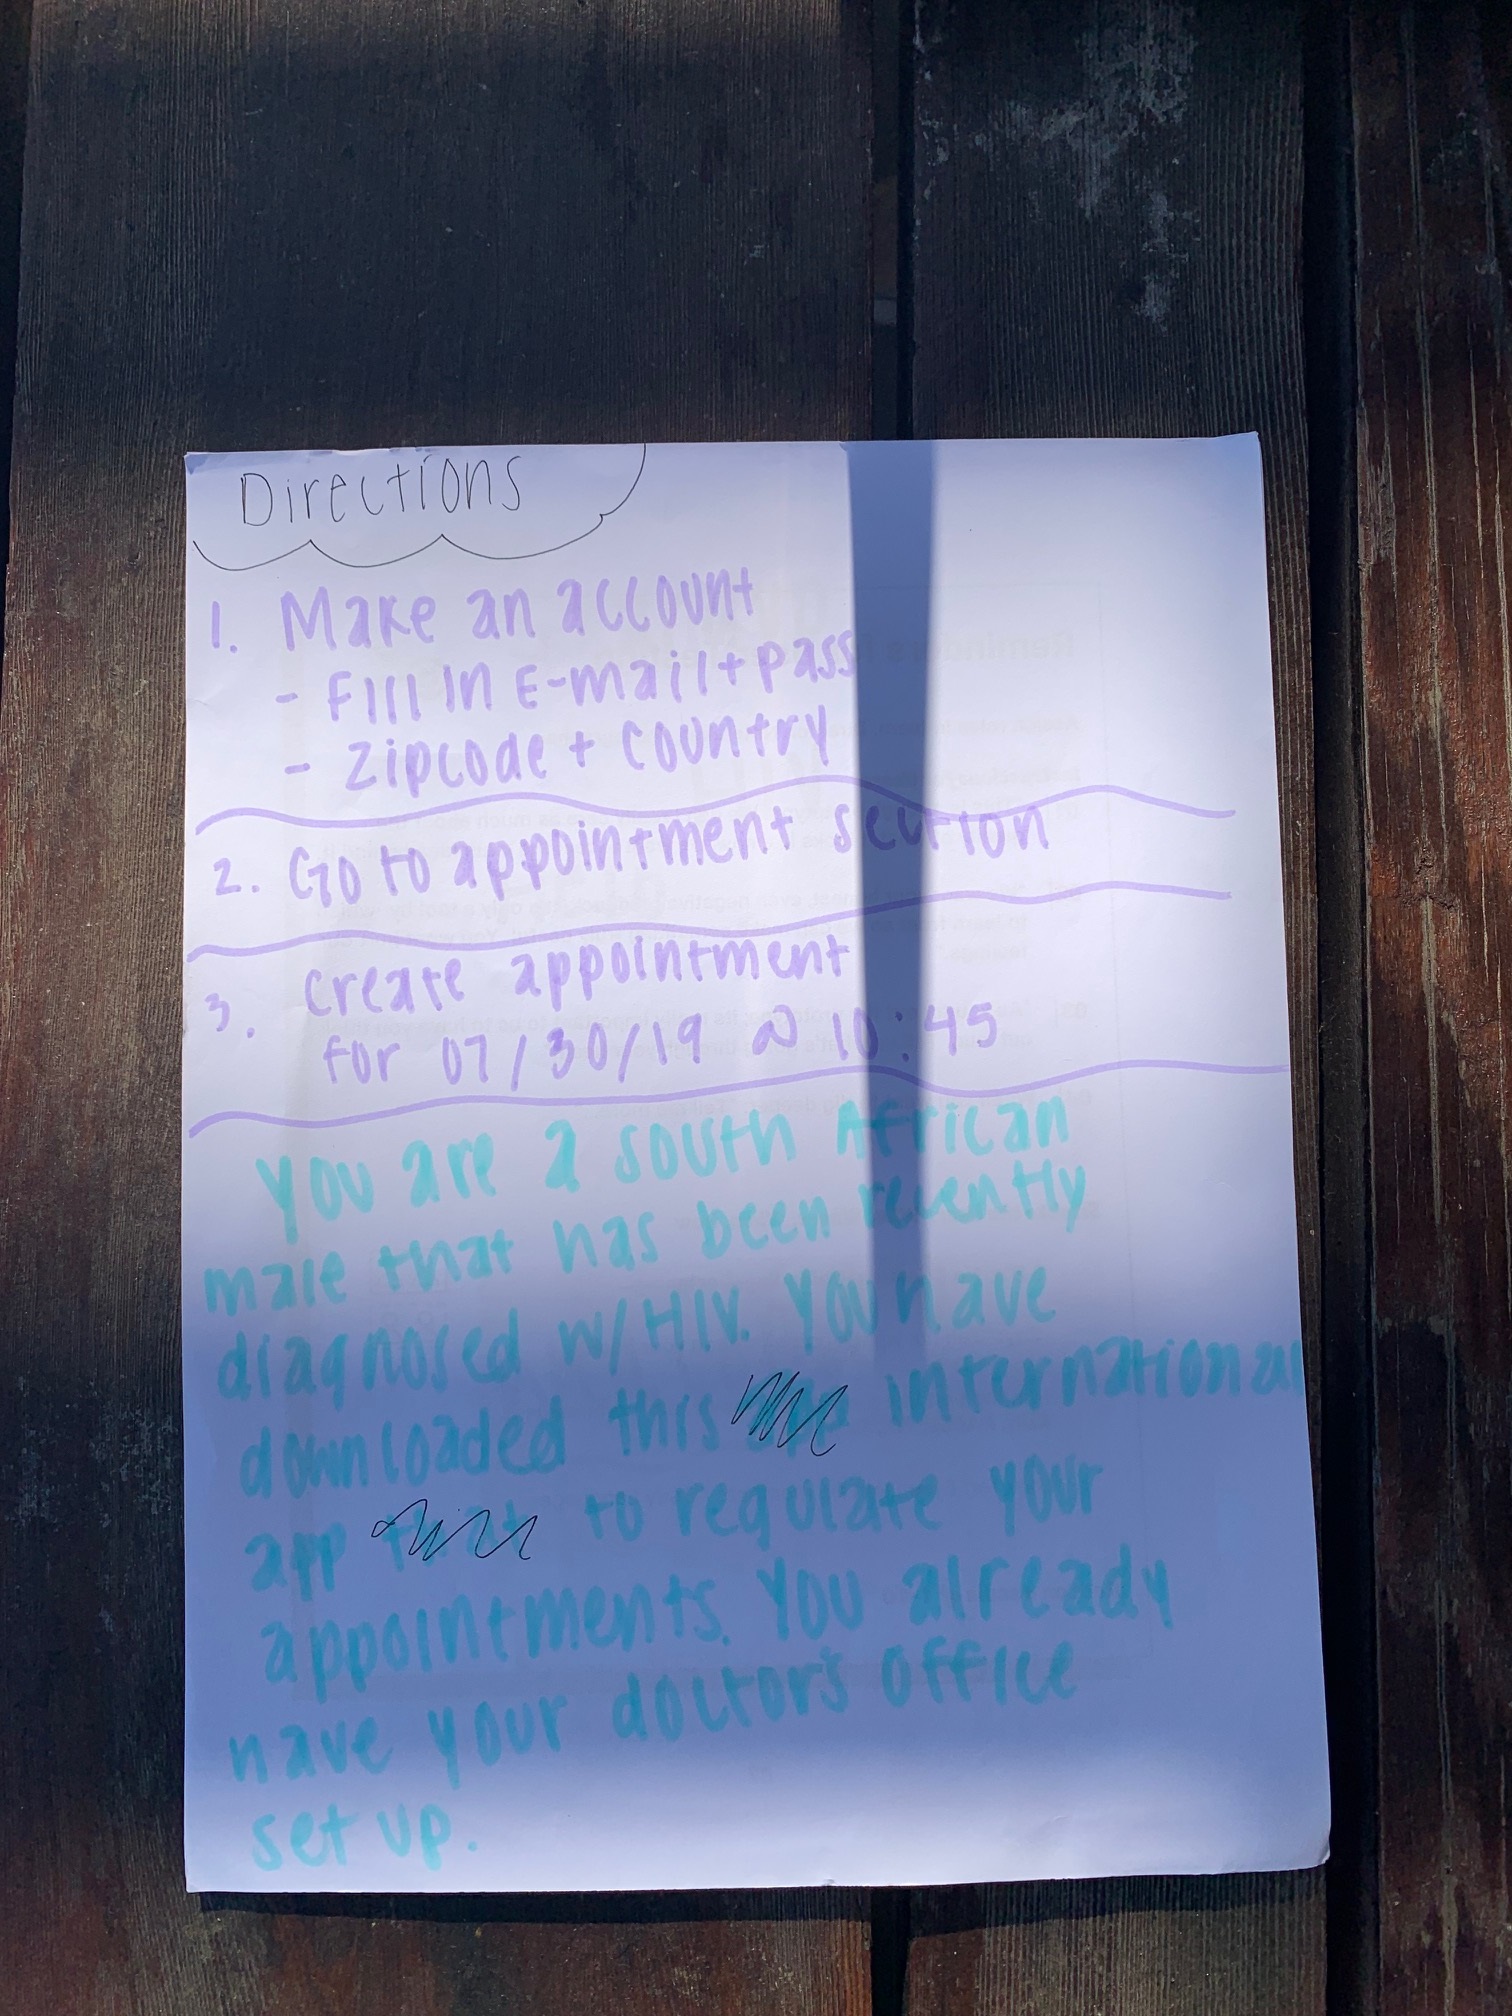 Directions
1. Make an account
- Fill in E-mail + pass
- Zipcode + Country
2. Go to appointment section
3. Create appointment
for 07/30/19 @ 10:45
You are a South African
male that has been recently
diagnosed w/ HIV. You have
downloaded this international
app to regulate your
appointments. You already
have your doctor's office
set up.